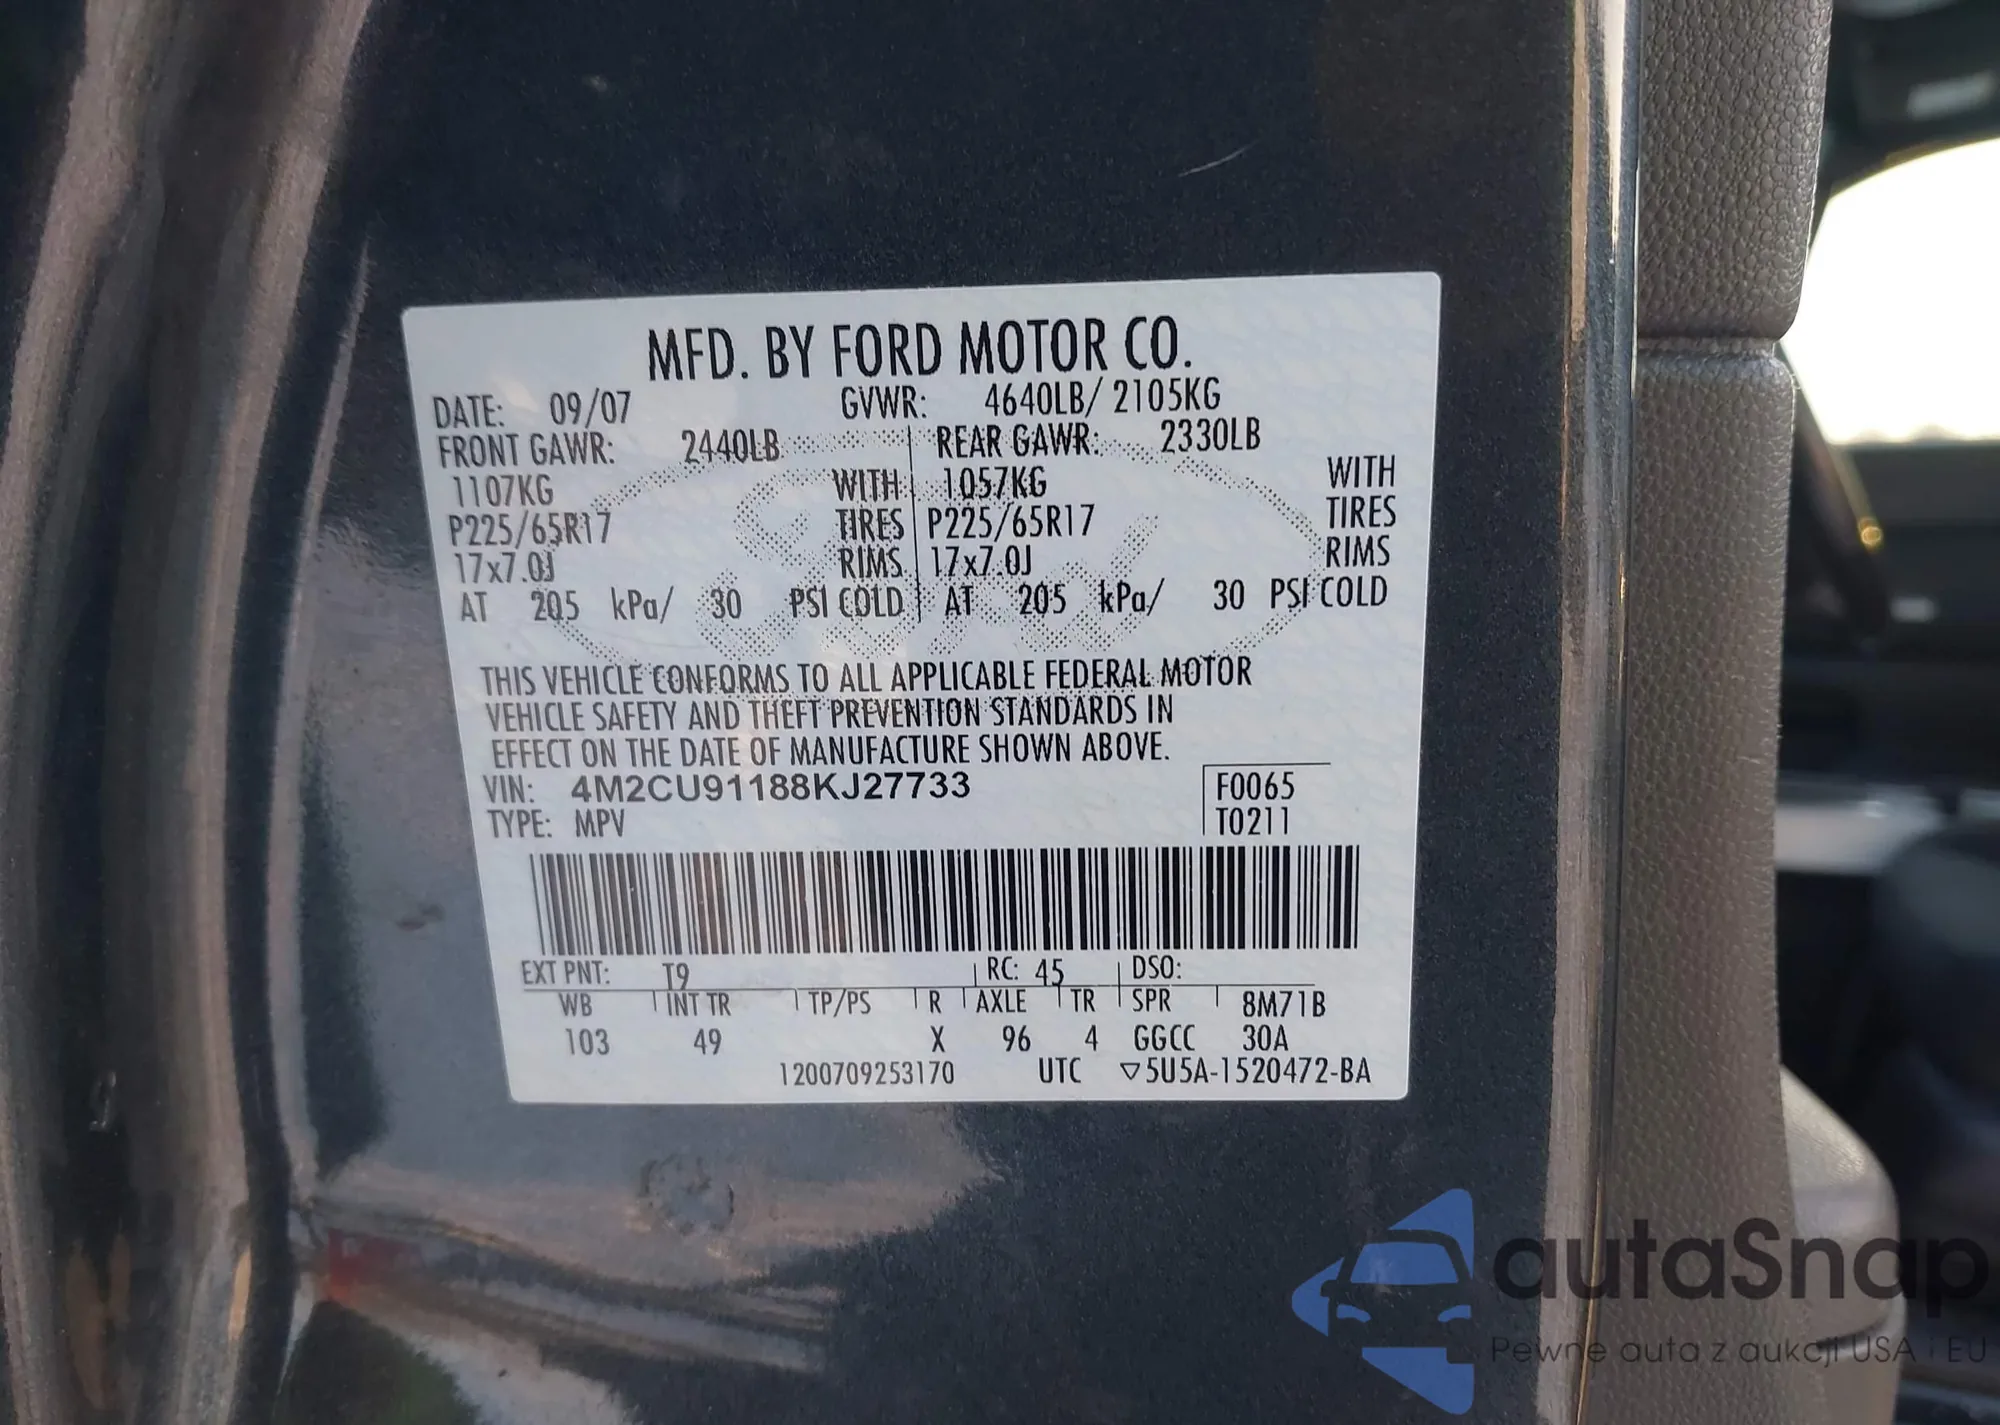 MFD. BY FORD MOTOR CO.
DATE: 09/07 GVWR: 4640LB/ 2105KG
FRONT GAWR: 2440LB REAR GAWR: 2330LB
1107KG WITH 1057KG WITH
P225/65R17 TIRES P225/65R17 TIRES
17x7.0J RIMS 17x7.0J RIMS
AT 205 kPa/ 30 PSI COLD AT 205 kPa/ 30 PSI COLD
THIS VEHICLE CONFORMS TO ALL APPLICABLE FEDERAL MOTOR
VEHICLE SAFETY AND THEFT PREVENTION STANDARDS IN
EFFECT ON THE DATE OF MANUFACTURE SHOWN ABOVE.
VIN: 4M2CU91188KJ27733 F0065
TYPE: MPV T0211
EXT PNT: T9 RC: 45 DSO:
WB INT TR TP/PS R AXLE TR SPR 8M71B
103 49 X 96 4 GGCC 30A
1200709253170 UTC ▽5U5A-1520472-BA
autaSnap
Pewne auta z aukcji USA i EU